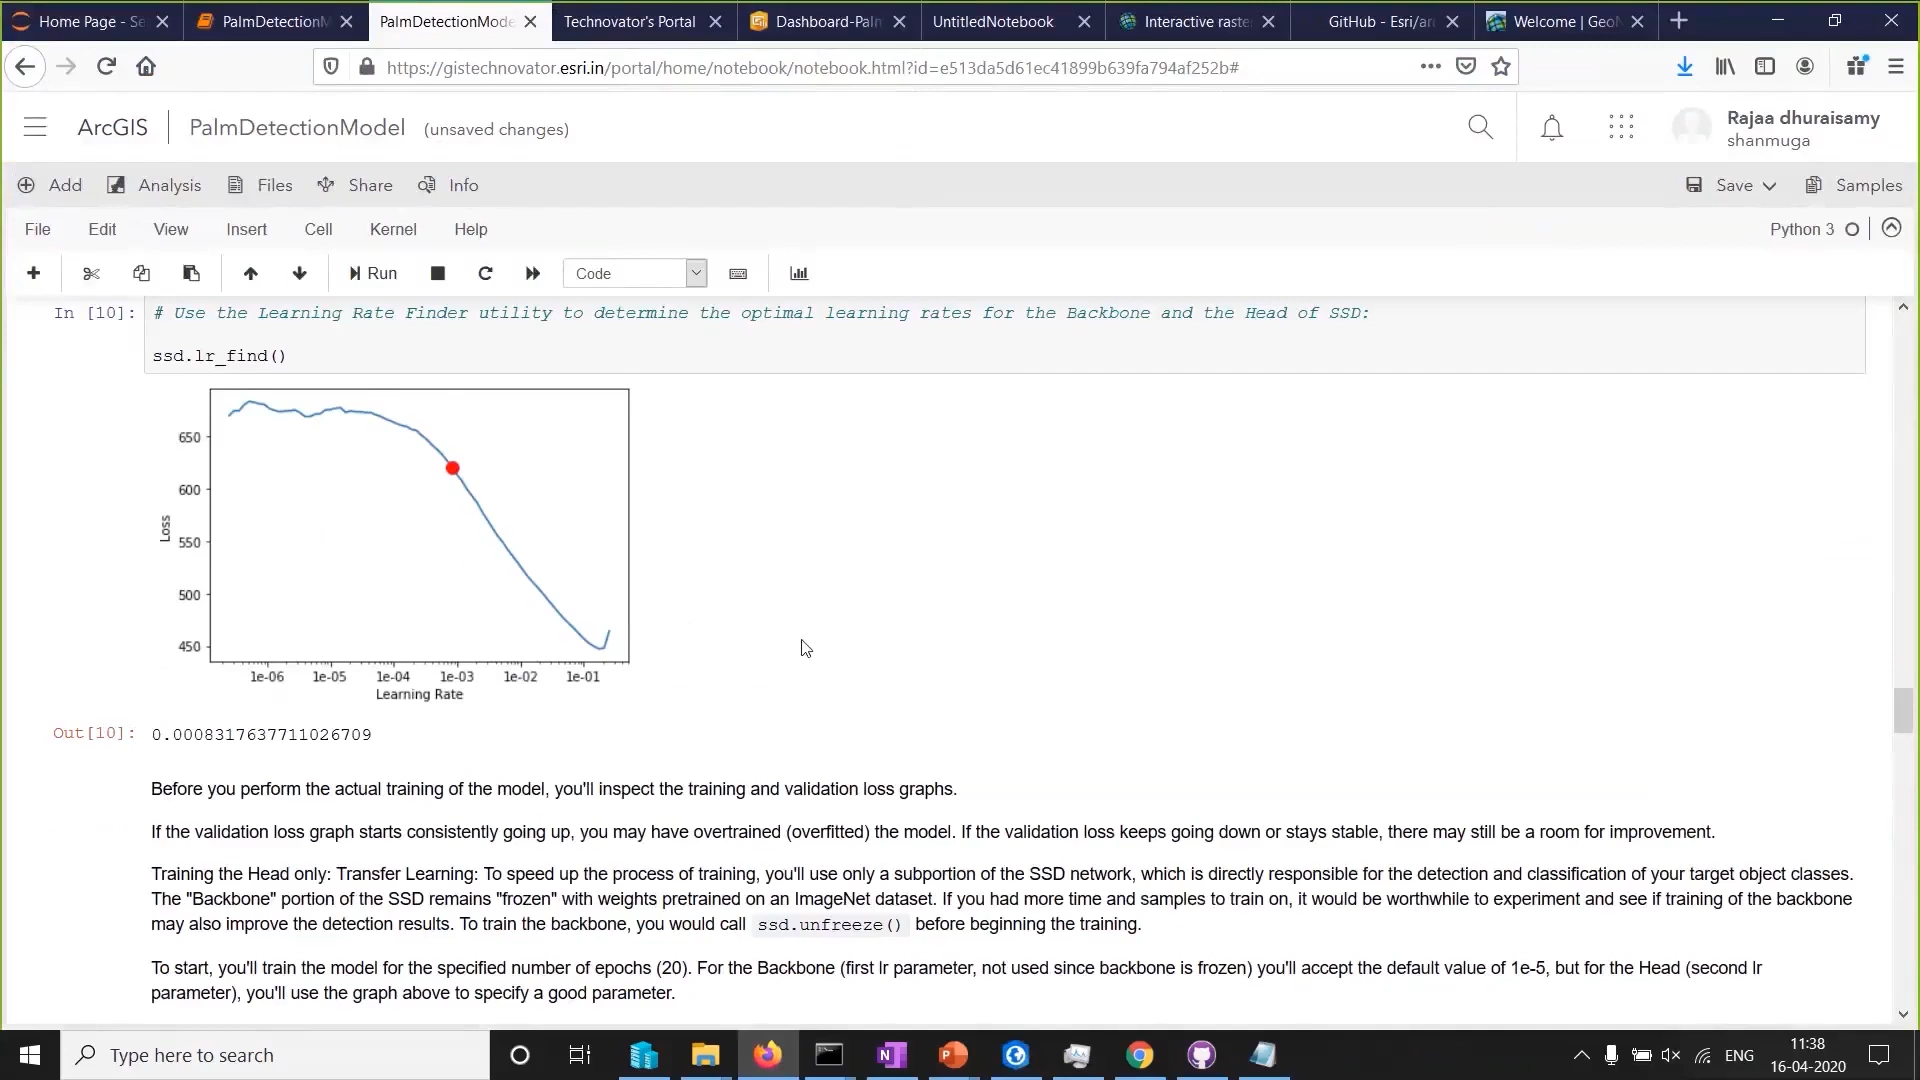 Home Page - Se
PalmDetectionM
PalmDetectionMode
Technovator's Portal
Dashboard-Palm
UntitledNotebook
Interactive raste
GitHub - Esri/ar
Welcome | GeoN
https://gistechnovator.esri.in/portal/home/notebook/notebook.html?id=e513da5d61ec41899b639fa794af252b#
ArcGIS PalmDetectionModel (unsaved changes)
Rajaa dhuraisamy
shanmuga
Add Analysis Files Share Info Save Samples
File Edit View Insert Cell Kernel Help Python 3
Run Code
In [10]: # Use the Learning Rate Finder utility to determine the optimal learning rates for the Backbone and the Head of SSD:
ssd.lr_find()
650
600
550
500
450
Loss
1e-06 1e-05 1e-04 1e-03 1e-02 1e-01
Learning Rate
Out[10]: 0.0008317637711026709
Before you perform the actual training of the model, you'll inspect the training and validation loss graphs.
If the validation loss graph starts consistently going up, you may have overtrained (overfitted) the model. If the validation loss keeps going down or stays stable, there may still be a room for improvement.
Training the Head only: Transfer Learning: To speed up the process of training, you'll use only a subportion of the SSD network, which is directly responsible for the detection and classification of your target object classes.
The "Backbone" portion of the SSD remains "frozen" with weights pretrained on an ImageNet dataset. If you had more time and samples to train on, it would be worthwhile to experiment and see if training of the backbone
may also improve the detection results. To train the backbone, you would call ssd.unfreeze() before beginning the training.
To start, you'll train the model for the specified number of epochs (20). For the Backbone (first lr parameter, not used since backbone is frozen) you'll accept the default value of 1e-5, but for the Head (second lr
parameter), you'll use the graph above to specify a good parameter.
Type here to search
ENG
11:38
16-04-2020